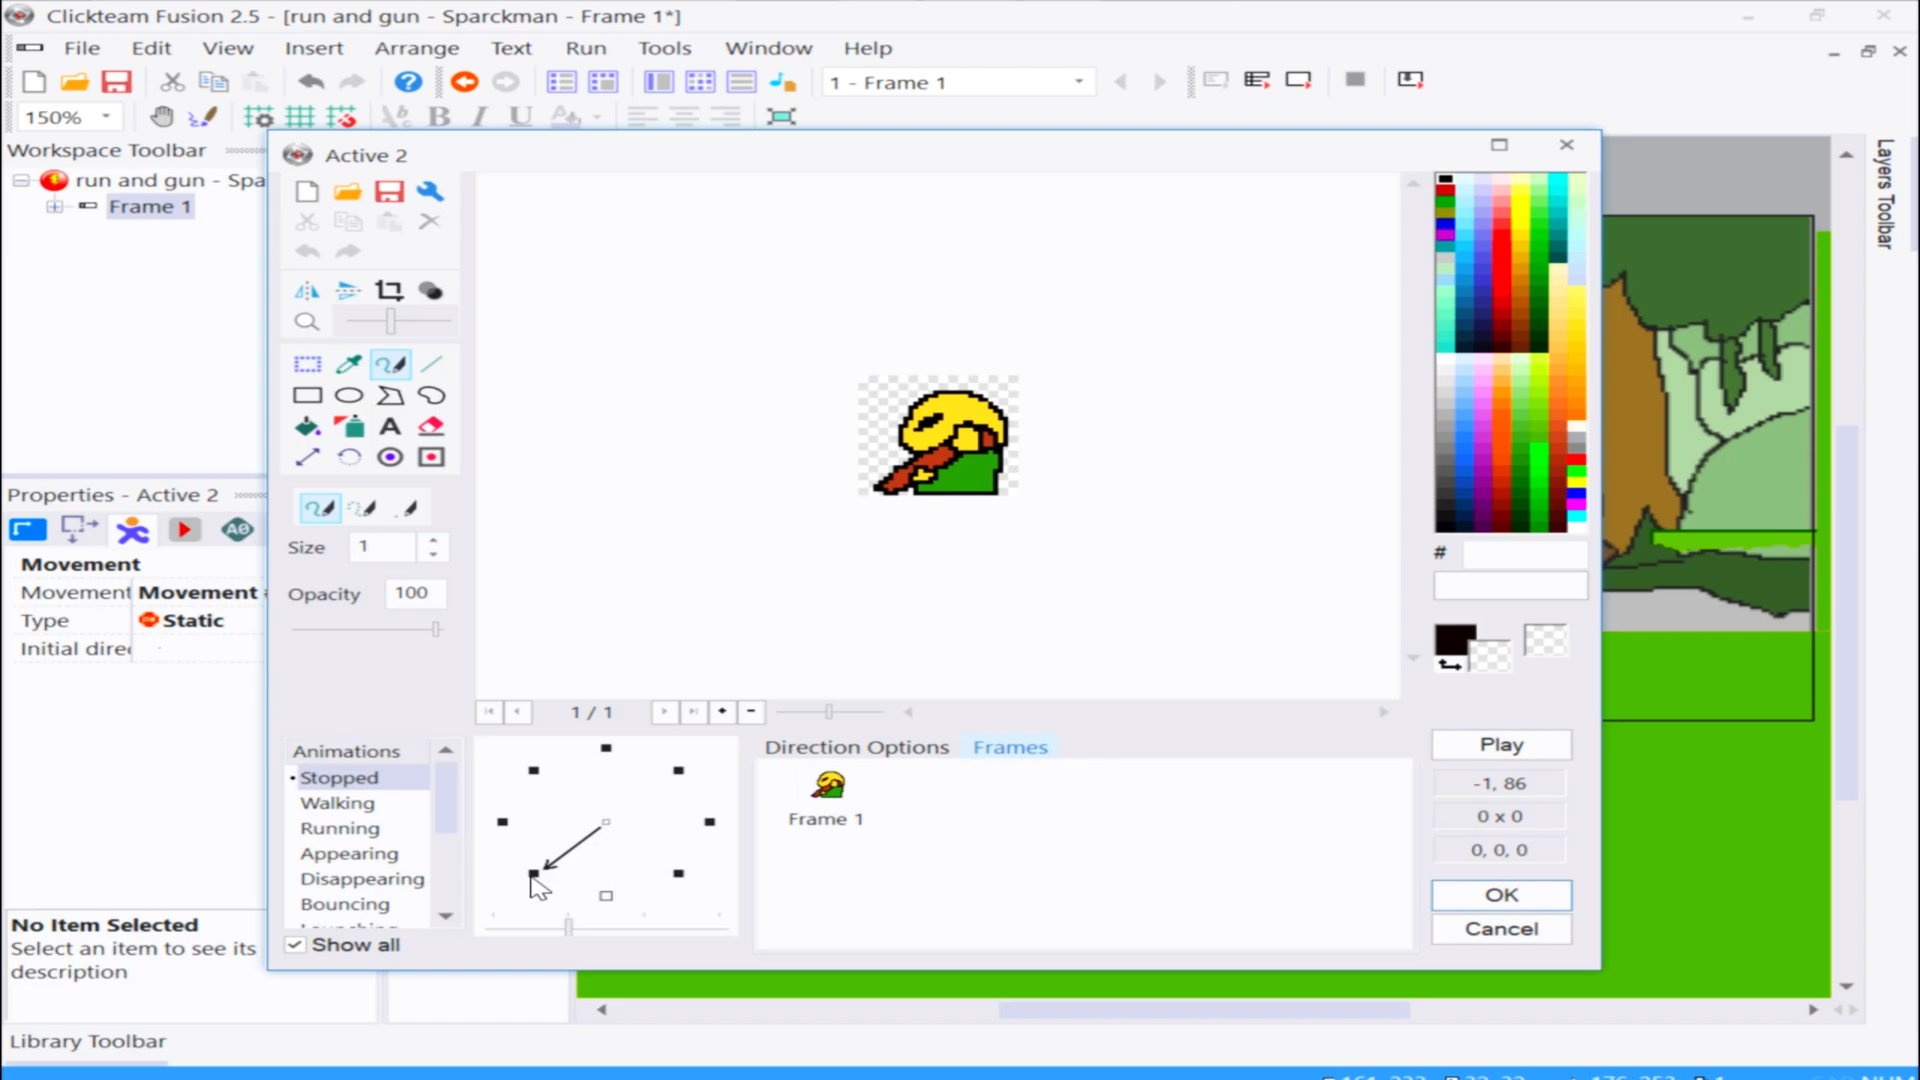 Clickteam Fusion 2.5 - [run and gun - Sparckman - Frame 1*]
File Edit View Insert Arrange Text Run Tools Window Help
1 - Frame 1
150%
Workspace Toolbar
run and gun - Spa
Frame 1
Active 2
Layers Toolbar
Size 1
Opacity 100
#
Properties - Active 2
Movement
Movement Movement
Type Static
Initial dire
1 / 1
Animations
Stopped
Walking
Running
Appearing
Disappearing
Bouncing
Show all
Direction Options Frames
Frame 1
Play
-1, 86
0 x 0
0, 0, 0
OK
Cancel
No Item Selected
Select an item to see its
description
Library Toolbar